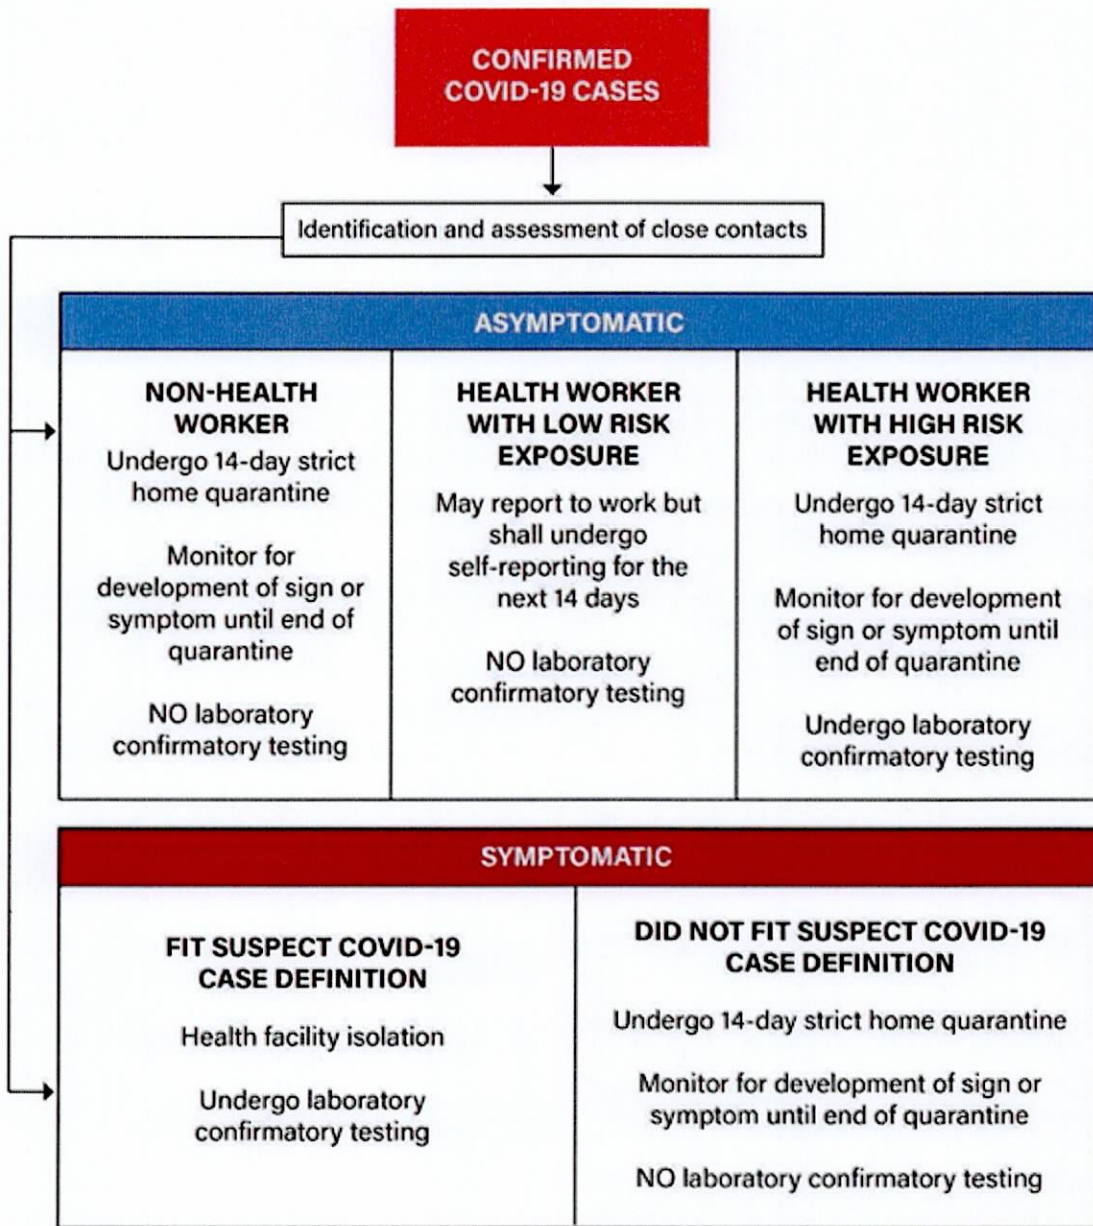 CONFIRMED
COVID-19 CASES
Identification and assessment of close contacts
ASYMPTOMATIC
NON-HEALTH
WORKER
Undergo 14-day strict
home quarantine
Monitor for
development of sign or
symptom until end of
quarantine
NO laboratory
confirmatory testing
HEALTH WORKER
WITH LOW RISK
EXPOSURE
May report to work but
shall undergo
self-reporting for the
next 14 days
NO laboratory
confirmatory testing
HEALTH WORKER
WITH HIGH RISK
EXPOSURE
Undergo 14-day strict
home quarantine
Monitor for development
of sign or symptom until
end of quarantine
Undergo laboratory
confirmatory testing
SYMPTOMATIC
FIT SUSPECT COVID-19
CASE DEFINITION
Health facility isolation
Undergo laboratory
confirmatory testing
DID NOT FIT SUSPECT COVID-19
CASE DEFINITION
Undergo 14-day strict home quarantine
Monitor for development of sign or
symptom until end of quarantine
NO laboratory confirmatory testing